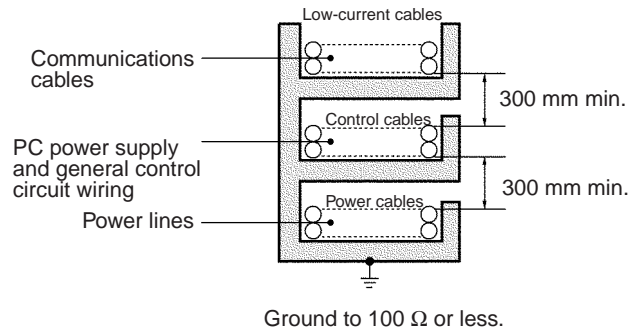 Low-current cables
Communications
cables
300 mm min.
Control cables
PC power supply
and general control
circuit wiring
300 mm min.
Power cables
Power lines
Ground to 100 Ω or less.